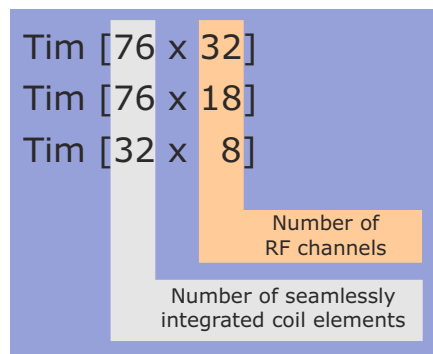 Tim [76 x 32]
Tim [76 x 18]
Tim [32 x 8]
Number of
RF channels
Number of seamlessly
integrated coil elements